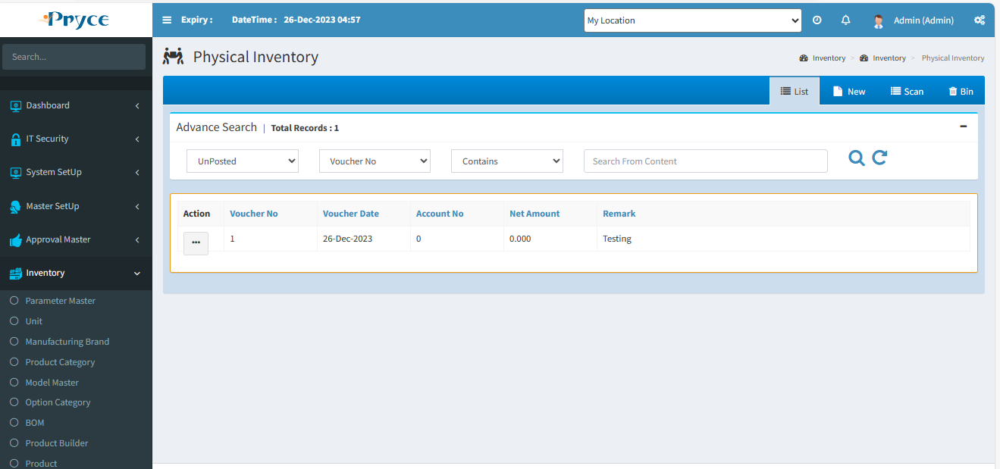 Pryce
Expiry : DateTime : 26-Dec-2023 04:57 My Location Admin (Admin)
Search...
Physical Inventory
Inventory > Inventory > Physical Inventory
List New Scan Bin
Dashboard
IT Security
System SetUp
Master SetUp
Approval Master
Inventory
Parameter Master
Unit
Manufacturing Brand
Product Category
Model Master
Option Category
BOM
Product Builder
Product
Advance Search | Total Records : 1
UnPosted Voucher No Contains Search From Content
Action Voucher No Voucher Date Account No Net Amount Remark
1 26-Dec-2023 0 0.000 Testing